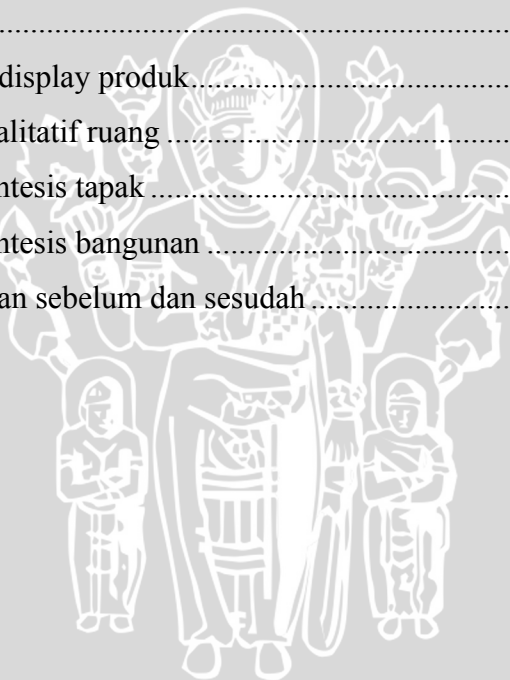 ..........................................................
display produk..............................................
alitatif ruang ..................................................
ntesis tapak ....................................................
ntesis bangunan ............................................
an sebelum dan sesudah .............................